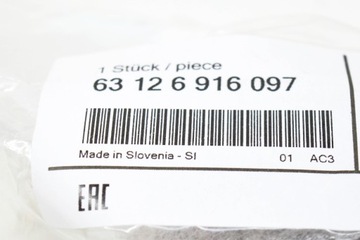 1 Stück / piece
63 12 6 916 097
Made in Slovenia - SI 01 AC3
EAC